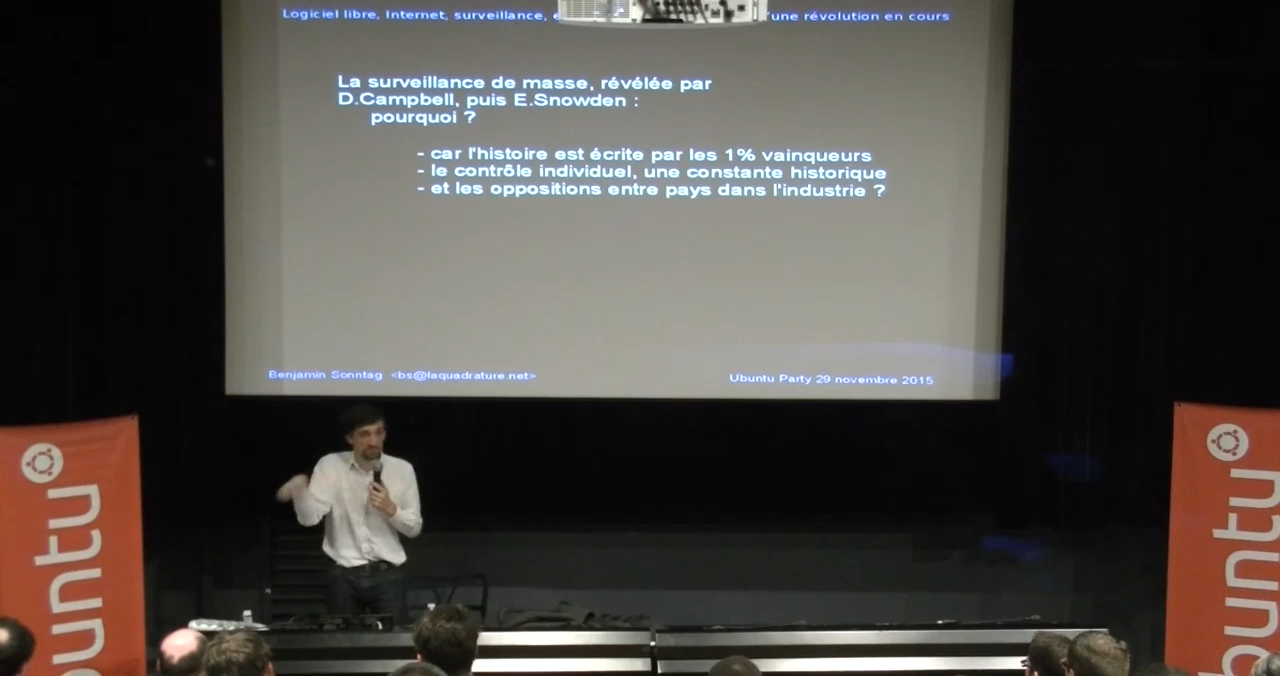 Logiciel libre, Internet, surveillance, une révolution en cours
La surveillance de masse, révélée par
D.Campbell, puis E.Snowden :
pourquoi ?
- car l'histoire est écrite par les 1% vainqueurs
- le contrôle individuel, une constante historique
- et les oppositions entre pays dans l'industrie ?
Benjamin Sonntag <bs@laquadrature.net>
Ubuntu Party 29 novembre 2015
buntu
buntu